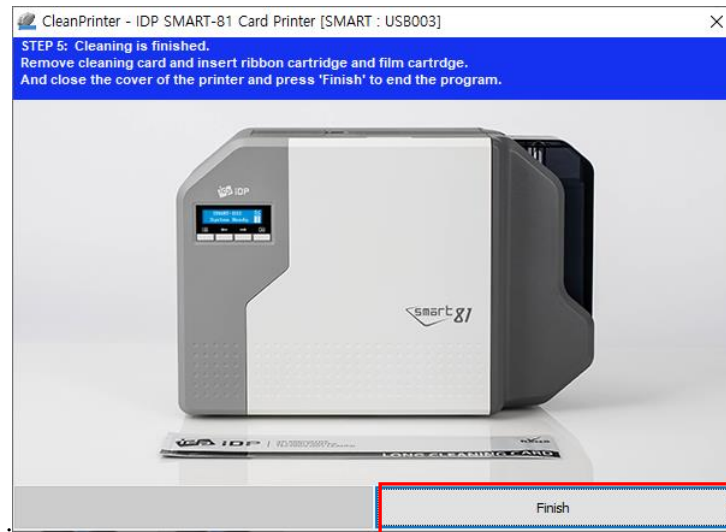 CleanPrinter - IDP SMART-81 Card Printer [SMART : USB003]
STEP 5: Cleaning is finished.
Remove cleaning card and insert ribbon cartridge and film cartrdge.
And close the cover of the printer and press 'Finish' to end the program.
iDP
System Ready
smart 81
iDP
LONG CLEANING CARD
Finish